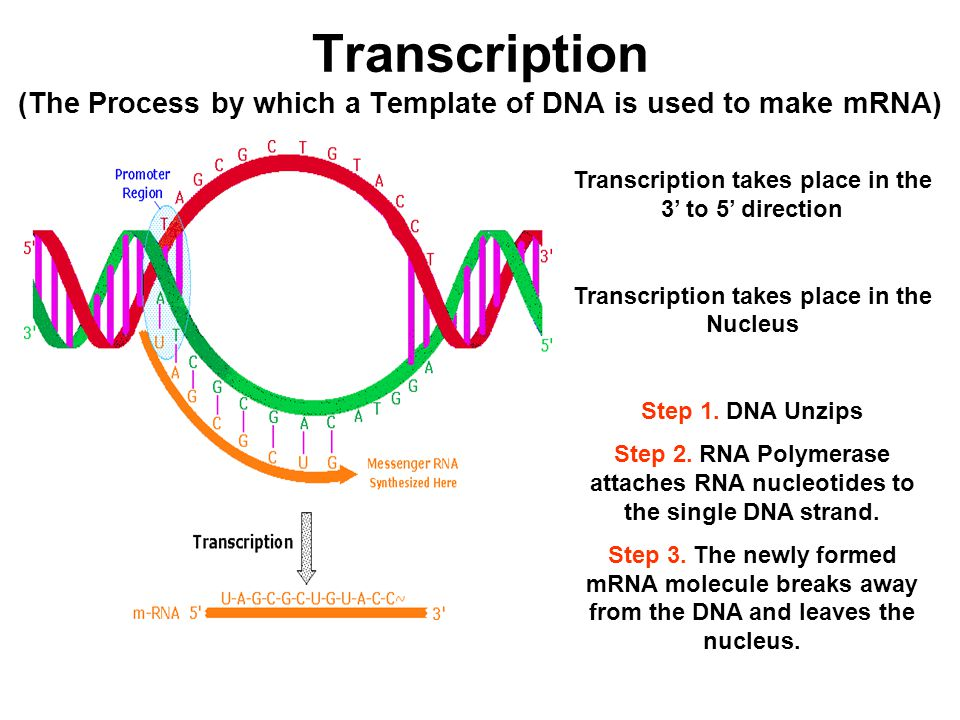 Transcription
(The Process by which a Template of DNA is used to make mRNA)
Promoter
Region
T A G C G C T G T A C C T
5'
3'
3'
5'
A T C G C G A C A T G G A
U A G C G C U G
Messenger RNA
Synthesized Here
Transcription
U-A-G-C-G-C-U-G-U-A-C-C~
m-RNA 5' 3'
Transcription takes place in the
3’ to 5’ direction
Transcription takes place in the
Nucleus
Step 1. DNA Unzips
Step 2. RNA Polymerase
attaches RNA nucleotides to
the single DNA strand.
Step 3. The newly formed
mRNA molecule breaks away
from the DNA and leaves the
nucleus.